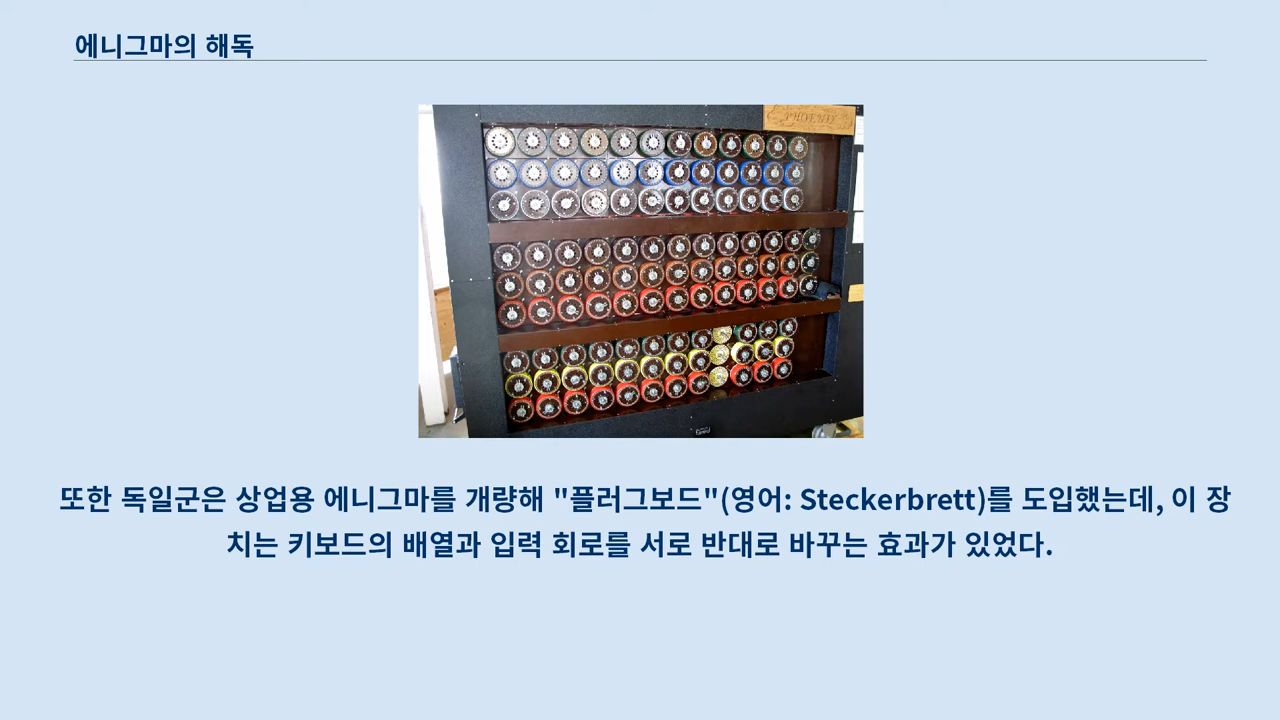 에니그마의 해독
PHOENIX
또한 독일군은 상업용 에니그마를 개량해 "플러그보드"(영어: Steckerbrett)를 도입했는데, 이 장
치는 키보드의 배열과 입력 회로를 서로 반대로 바꾸는 효과가 있었다.